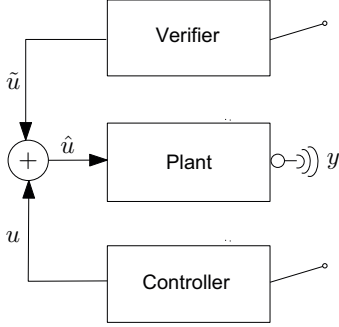 Verifier
ũ
+
û
Plant
y
u
Controller